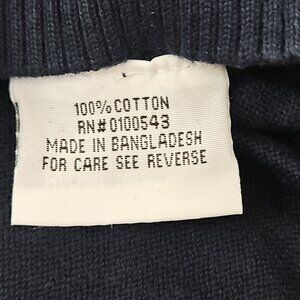 100% COTTON
RN#0100543
MADE IN BANGLADESH
FOR CARE SEE REVERSE